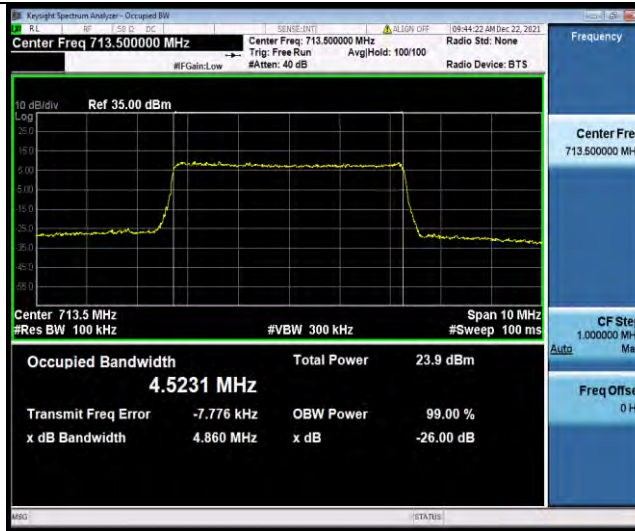 Keysight Spectrum Analyzer - Occupied BW
RL RF 50 Ω DC SENSE:INT ALIGN OFF 09:44:22 AM Dec 22, 2021
Center Freq 713.500000 MHz Center Freq: 713.500000 MHz Radio Std: None Frequency
Trig: Free Run Avg|Hold: 100/100
#IFGain:Low #Atten: 40 dB Radio Device: BTS
10 dB/div Ref 35.00 dBm
Log
25.0
15.0
5.00
-5.00
-15.0
-25.0
-35.0
-45.0
-55.0
Center Fre
713.500000 MH
Center 713.5 MHz Span 10 MHz
#Res BW 100 kHz #VBW 300 kHz #Sweep 100 ms
CF Ste
1.000000 MH
Auto Ma
Occupied Bandwidth Total Power 23.9 dBm
4.5231 MHz
Transmit Freq Error -7.776 kHz OBW Power 99.00 %
x dB Bandwidth 4.860 MHz x dB -26.00 dB
Freq Offse
0 H
MSG STATUS